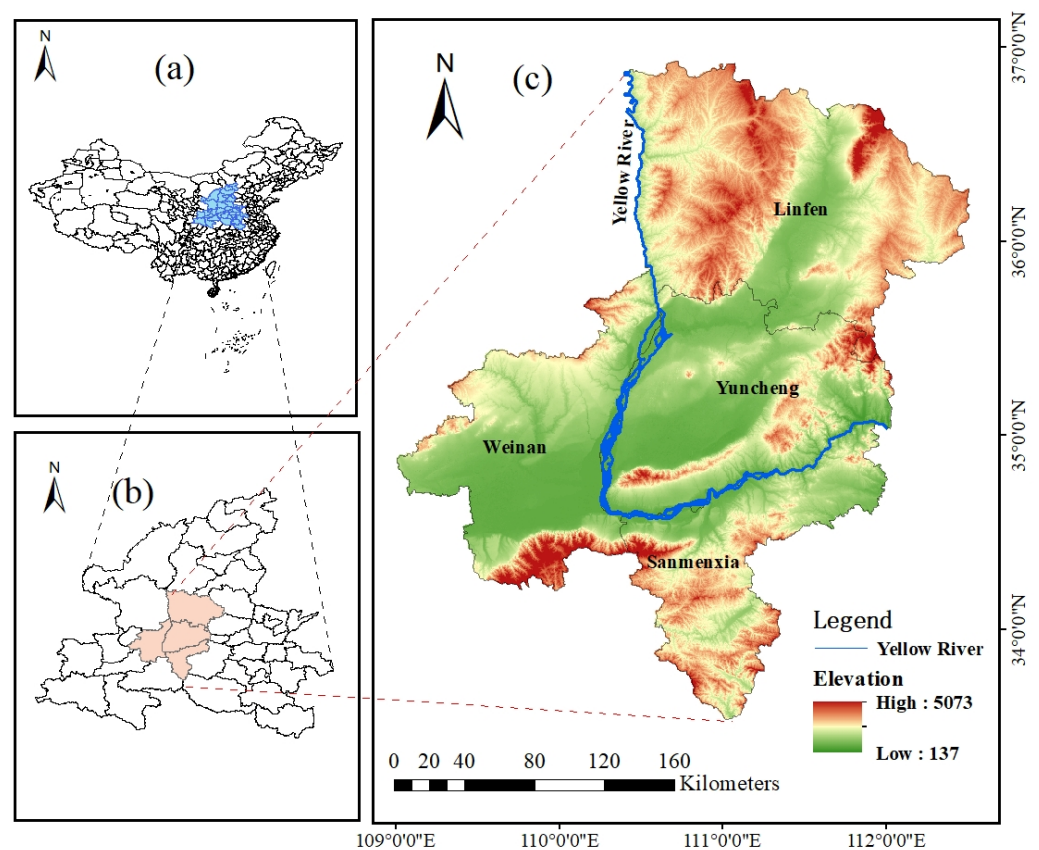 N
(a)
N
(b)
N
(c)
Yellow River
Linfen
Yuncheng
Weinan
Sanmenxia
Legend
Yellow River
Elevation
High : 5073
Low : 137
0 20 40 80 120 160
Kilometers
37°0'0"N
36°0'0"N
35°0'0"N
34°0'0"N
109°0'0"E 110°0'0"E 111°0'0"E 112°0'0"E